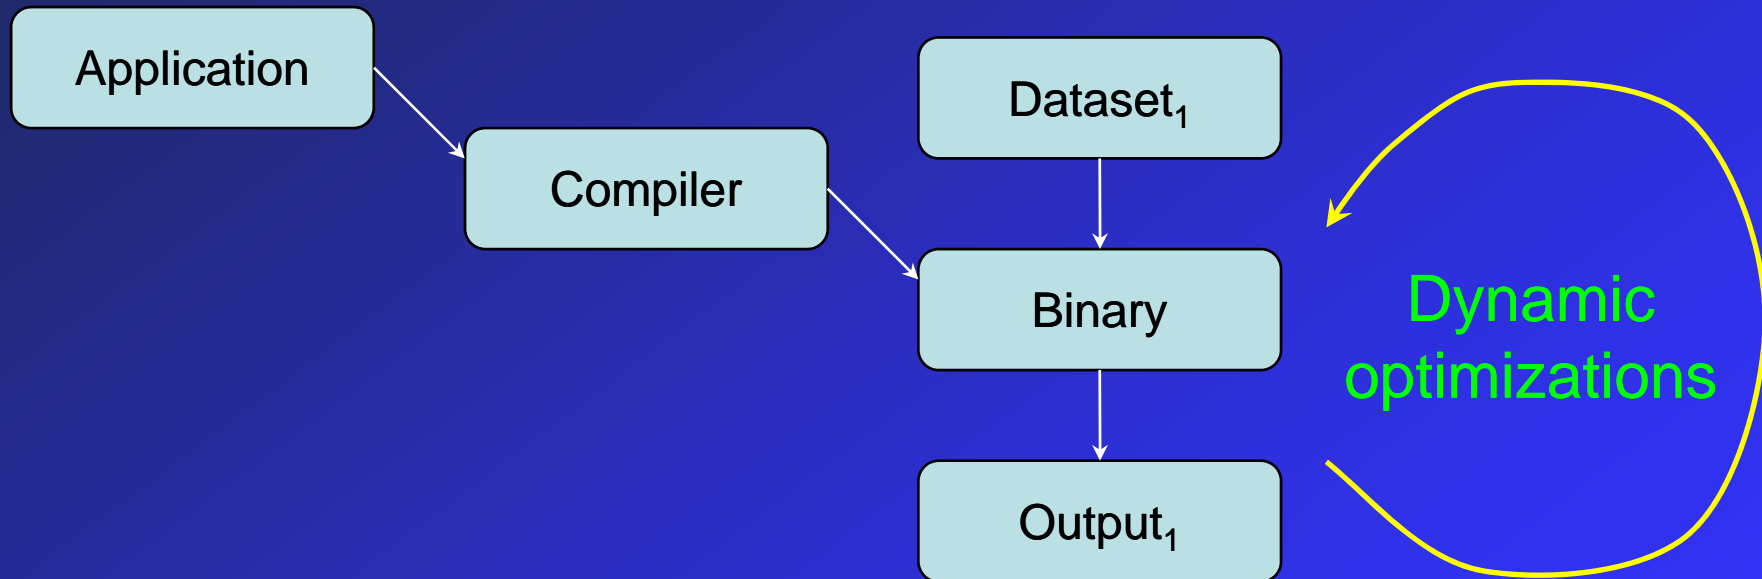 Application
Compiler
Dataset₁
Binary
Dynamic
optimizations
Output₁